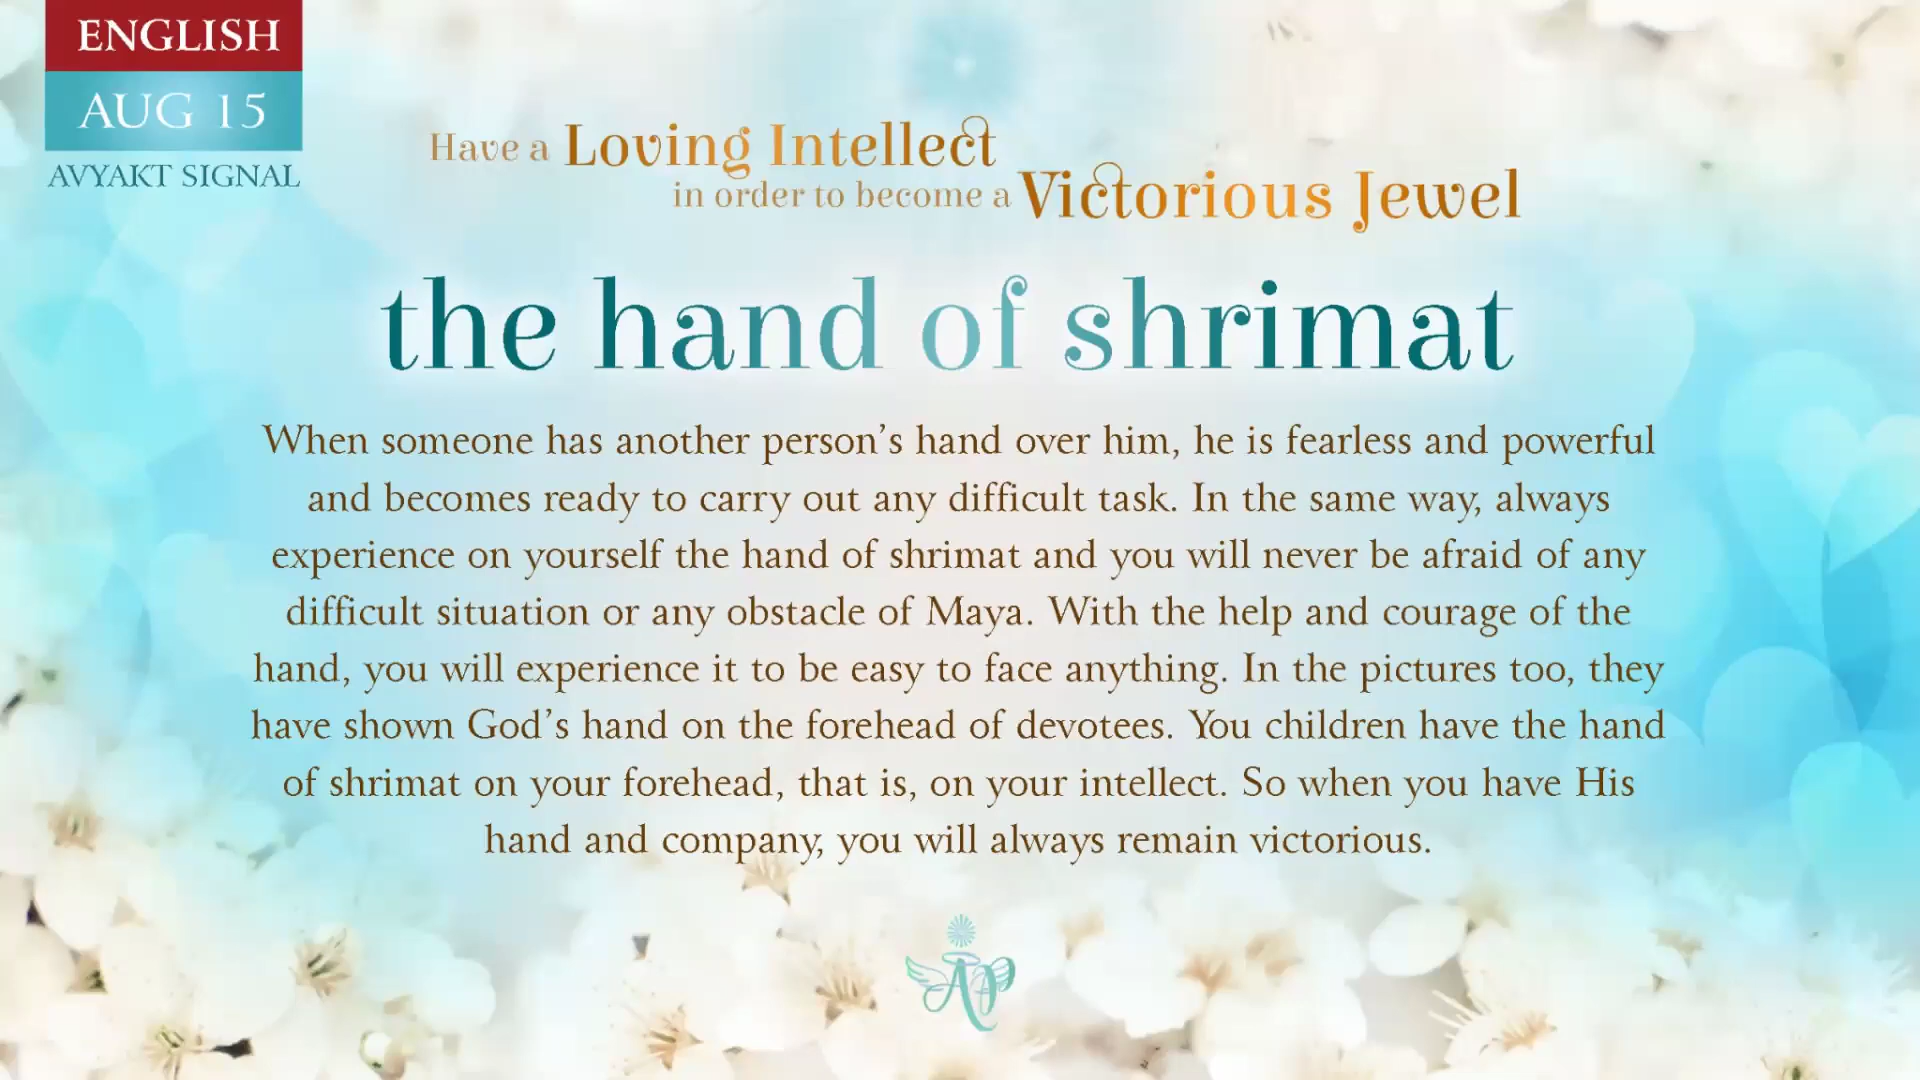 ENGLISH
AUG 15
AVYAKT SIGNAL
Have a Loving Intellect
in order to become a Victorious Jewel
the hand of shrimat
When someone has another person's hand over him, he is fearless and powerful
and becomes ready to carry out any difficult task. In the same way, always
experience on yourself the hand of shrimat and you will never be afraid of any
difficult situation or any obstacle of Maya. With the help and courage of the
hand, you will experience it to be easy to face anything. In the pictures too, they
have shown God's hand on the forehead of devotees. You children have the hand
of shrimat on your forehead, that is, on your intellect. So when you have His
hand and company, you will always remain victorious.
AP